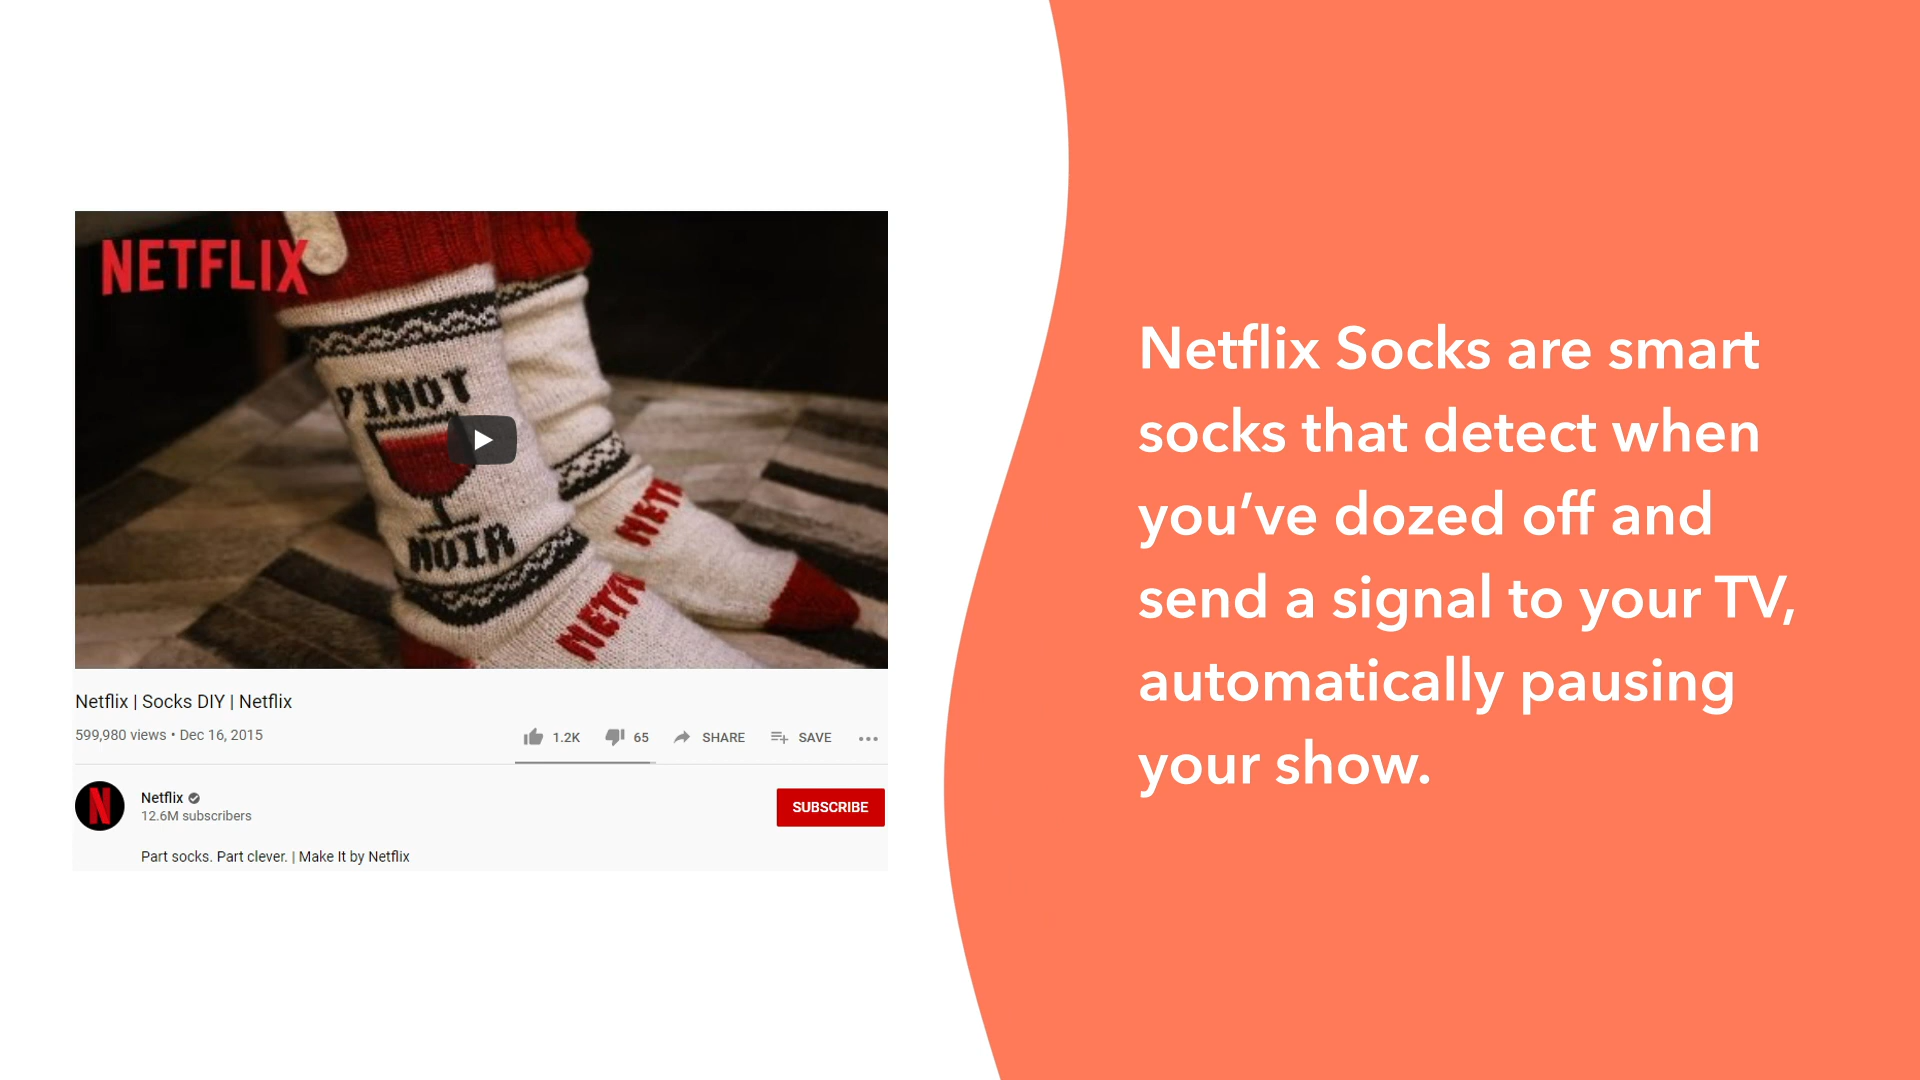 NETFLIX
PINOT
NOIR
NETF
NETF
Netflix | Socks DIY | Netflix
599,980 views • Dec 16, 2015
1.2K
65
SHARE
SAVE
Netflix
12.6M subscribers
SUBSCRIBE
Part socks. Part clever. | Make It by Netflix
Netflix Socks are smart
socks that detect when
you’ve dozed off and
send a signal to your TV,
automatically pausing
your show.